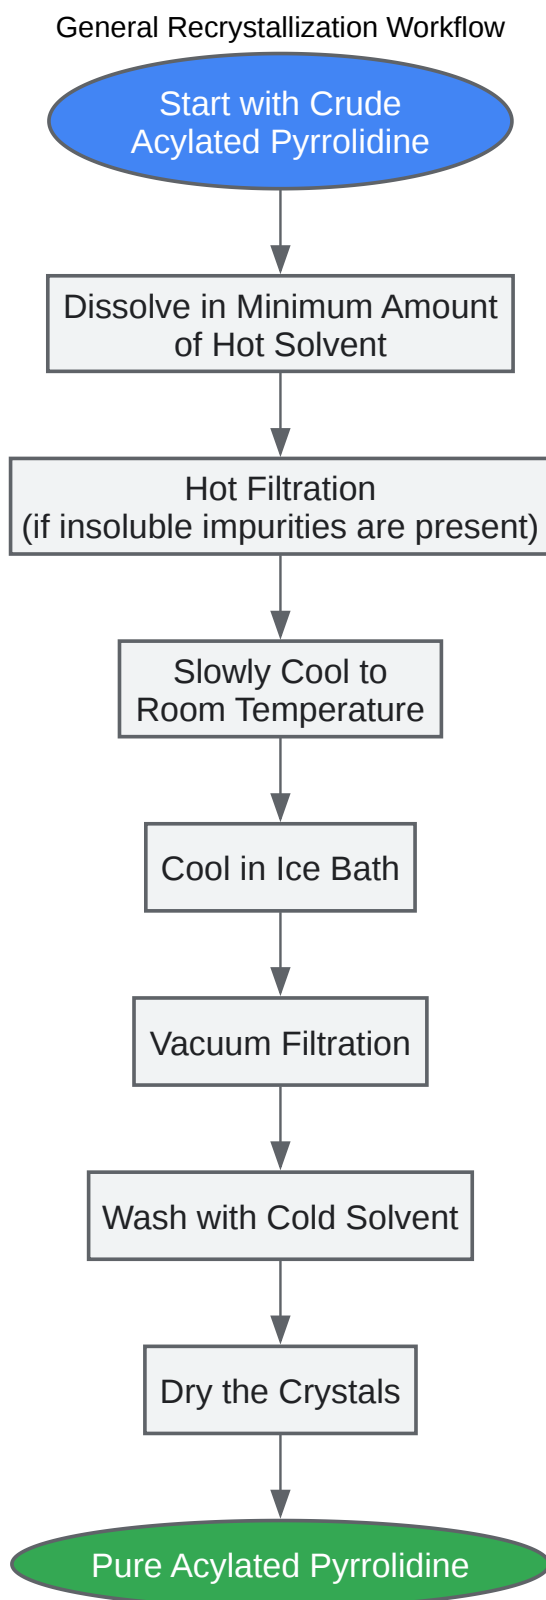 General Recrystallization Workflow
Start with Crude
Acylated Pyrrolidine
Dissolve in Minimum Amount
of Hot Solvent
Hot Filtration
(if insoluble impurities are present)
Slowly Cool to
Room Temperature
Cool in Ice Bath
Vacuum Filtration
Wash with Cold Solvent
Dry the Crystals
Pure Acylated Pyrrolidine